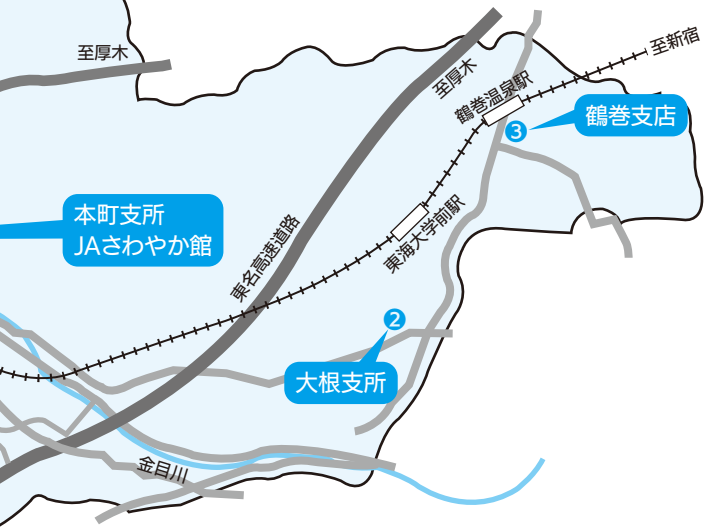 至厚木
至新宿
至厚木
鶴巻温泉駅
鶴巻支店
3
本町支所
JAさわやか館
東海大学前駅
東名高速道路
2
大根支所
金目川